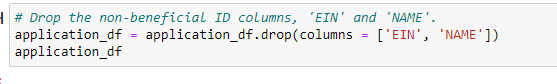 # Drop the non-beneficial ID columns, 'EIN' and 'NAME'.
application_df = application_df.drop(columns = ['EIN', 'NAME'])
application_df